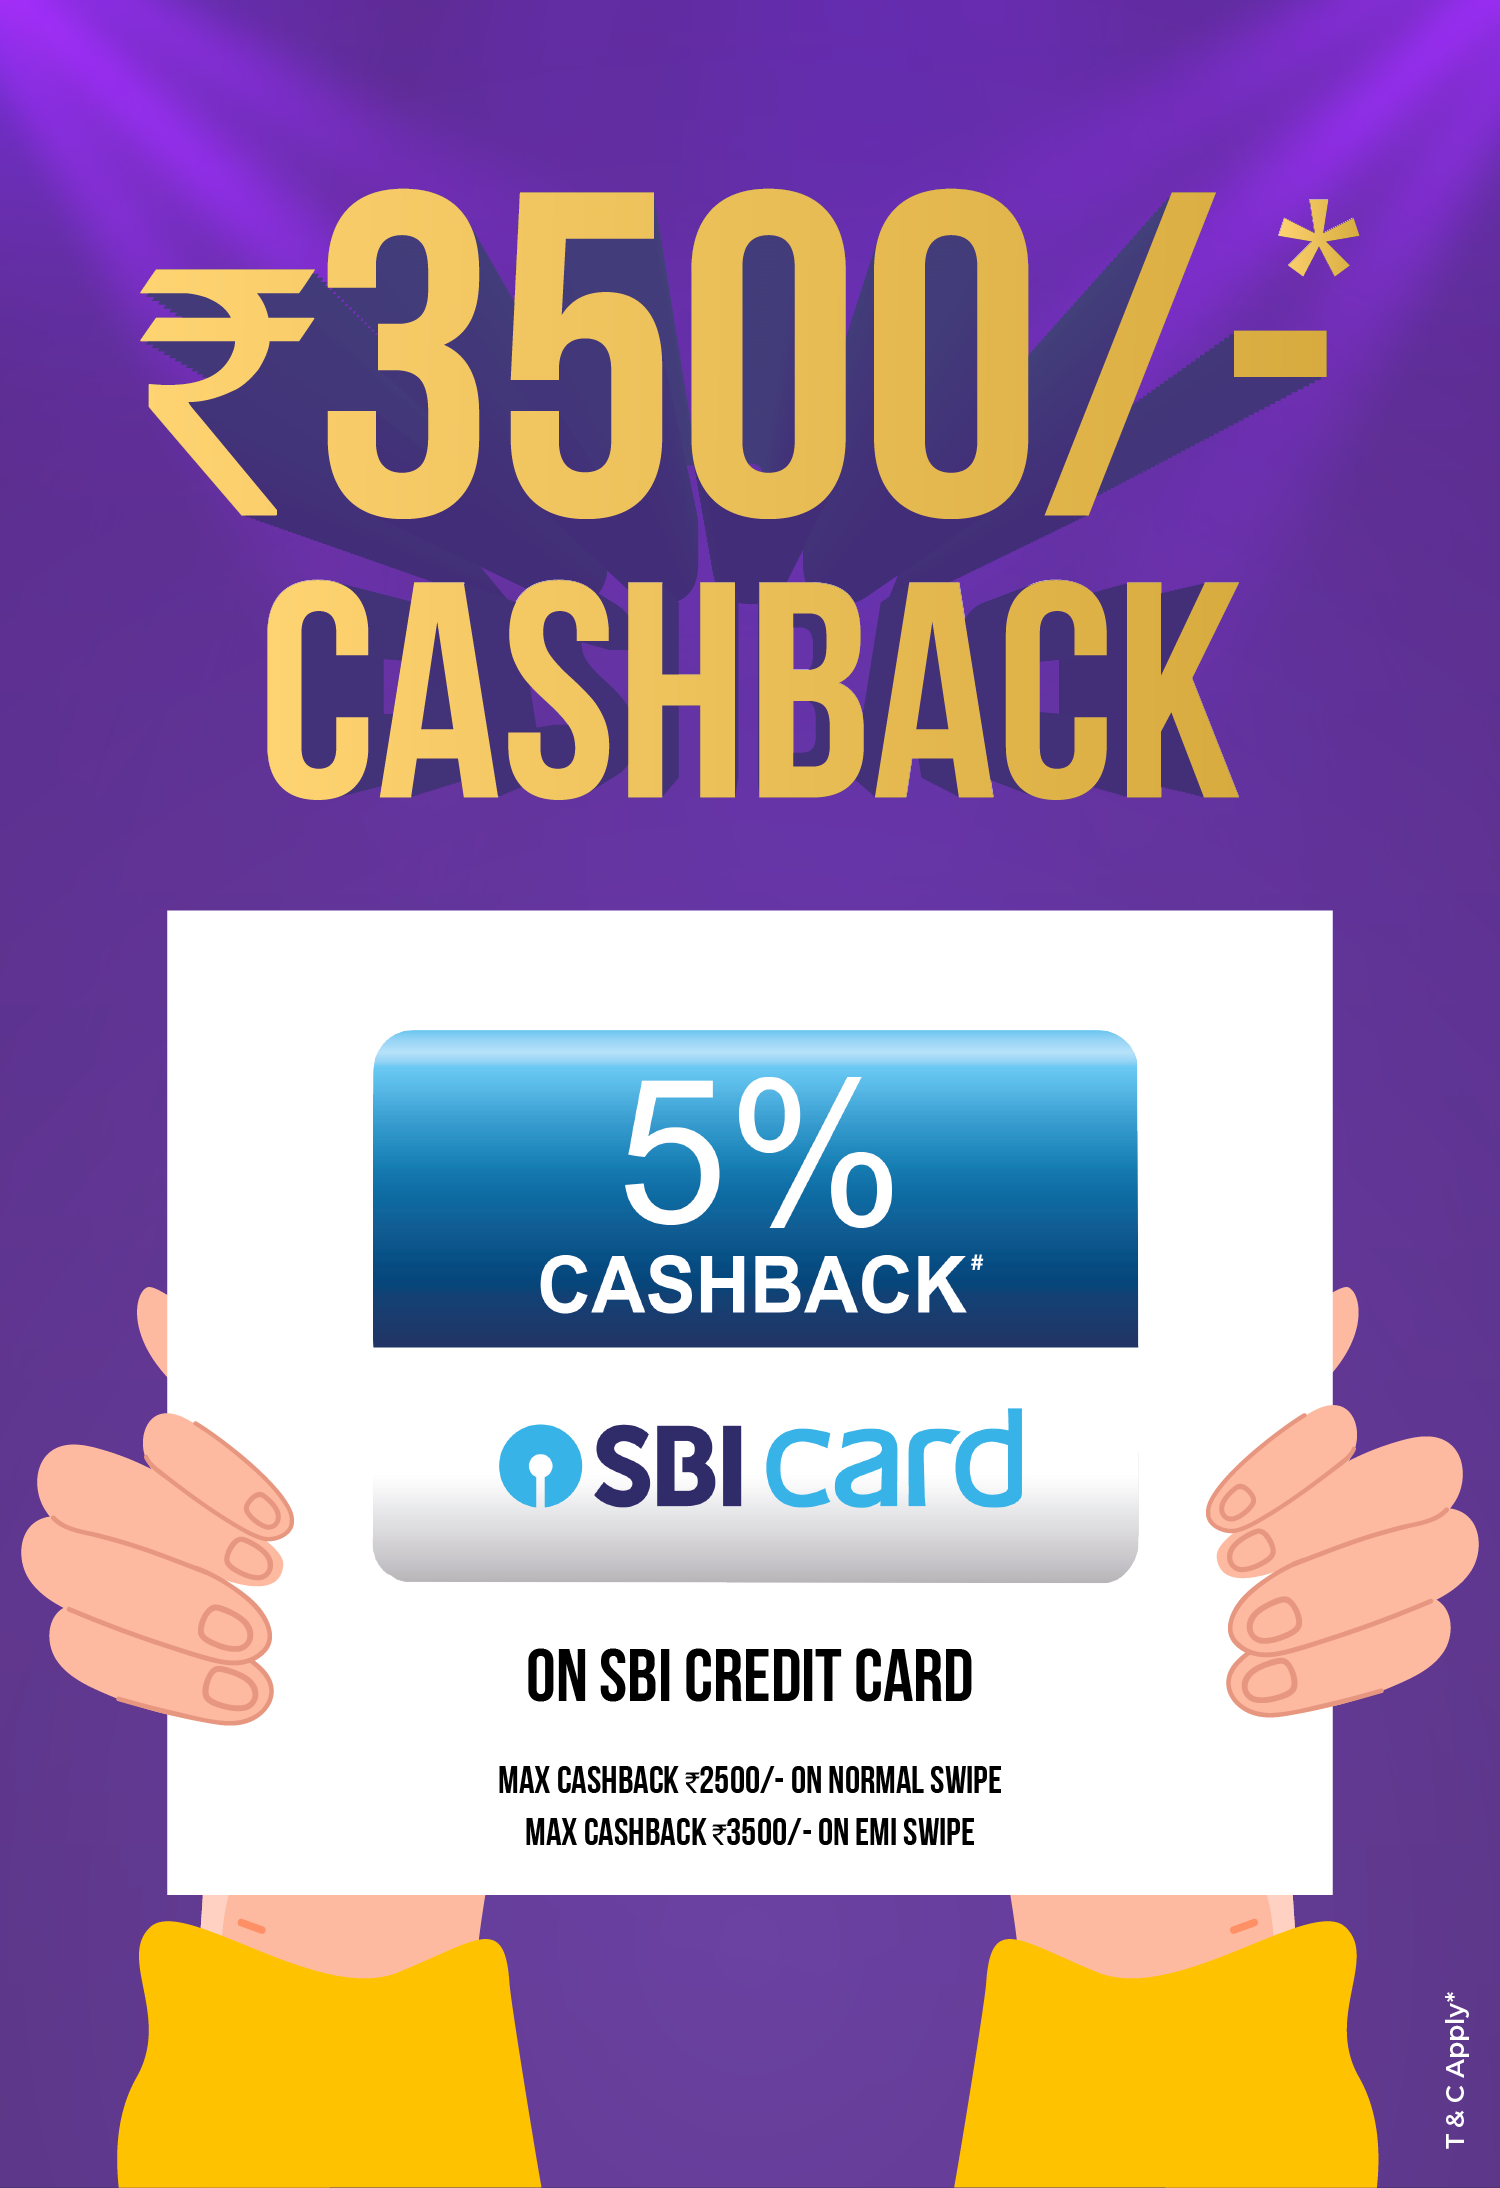 ₹3500/-*
CASHBACK
5%
CASHBACK#
SBI card
ON SBI CREDIT CARD
MAX CASHBACK ₹2500/- ON NORMAL SWIPE
MAX CASHBACK ₹3500/- ON EMI SWIPE
T & C Apply*